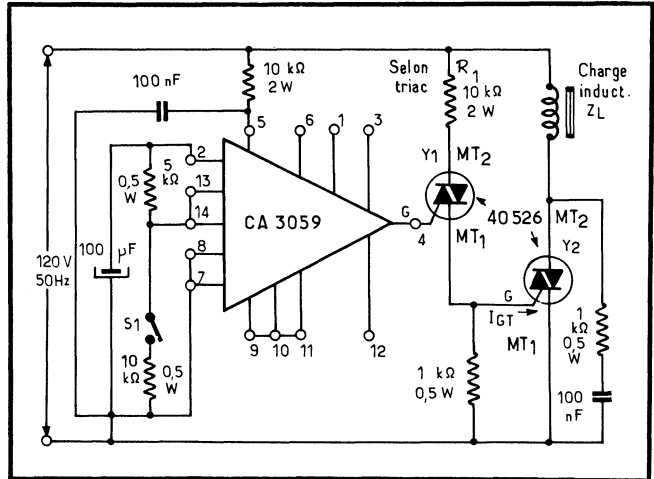 100 nF
10 kΩ
2 W
Selon
triac
R1
10 kΩ
2 W
Charge
induct.
ZL
5
6
1
3
2
13
14
8
7
5
kΩ
0,5
W
CA 3059
G
4
Y1
MT2
MT1
40 526
MT2
Y2
G
IGT
MT1
100
µF
120 V
50Hz
S1
10
kΩ
0,5
W
9
10
11
12
1 kΩ
0,5 W
1
kΩ
0,5
W
100
nF